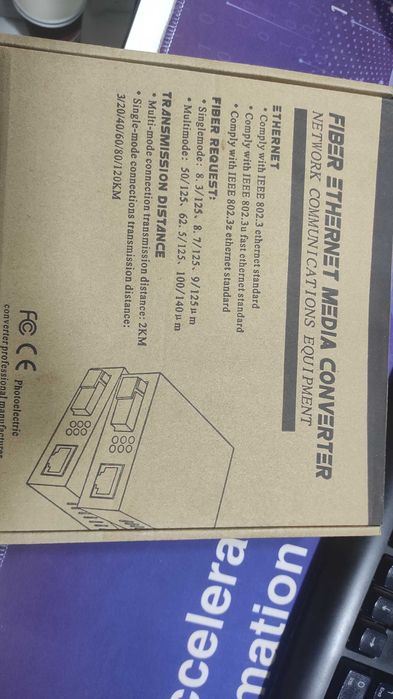 FIBER ETHERNET MEDIA CONVERTER
NETWORK COMMUNICATIONS EQUIPMENT
ETHERNET
• Comply with IEEE 802.3 ethernet standard
• Comply with IEEE 802.3u fast ethernet standard
• Comply with IEEE 802.3z ethernet standard
FIBER REQUEST:
• Singlemode: 8.3/125、8.7/125、9/125μm
• Multimode: 50/125、62.5/125、100/140μm
TRANSMISSION DISTANCE
• Multi-mode connection transmission distance: 2KM
• Single-mode connections transmission distance:
3/20/40/60/80/120KM
FC CE Photoelectric
converter professional manufacturer
ccelera
mation
1